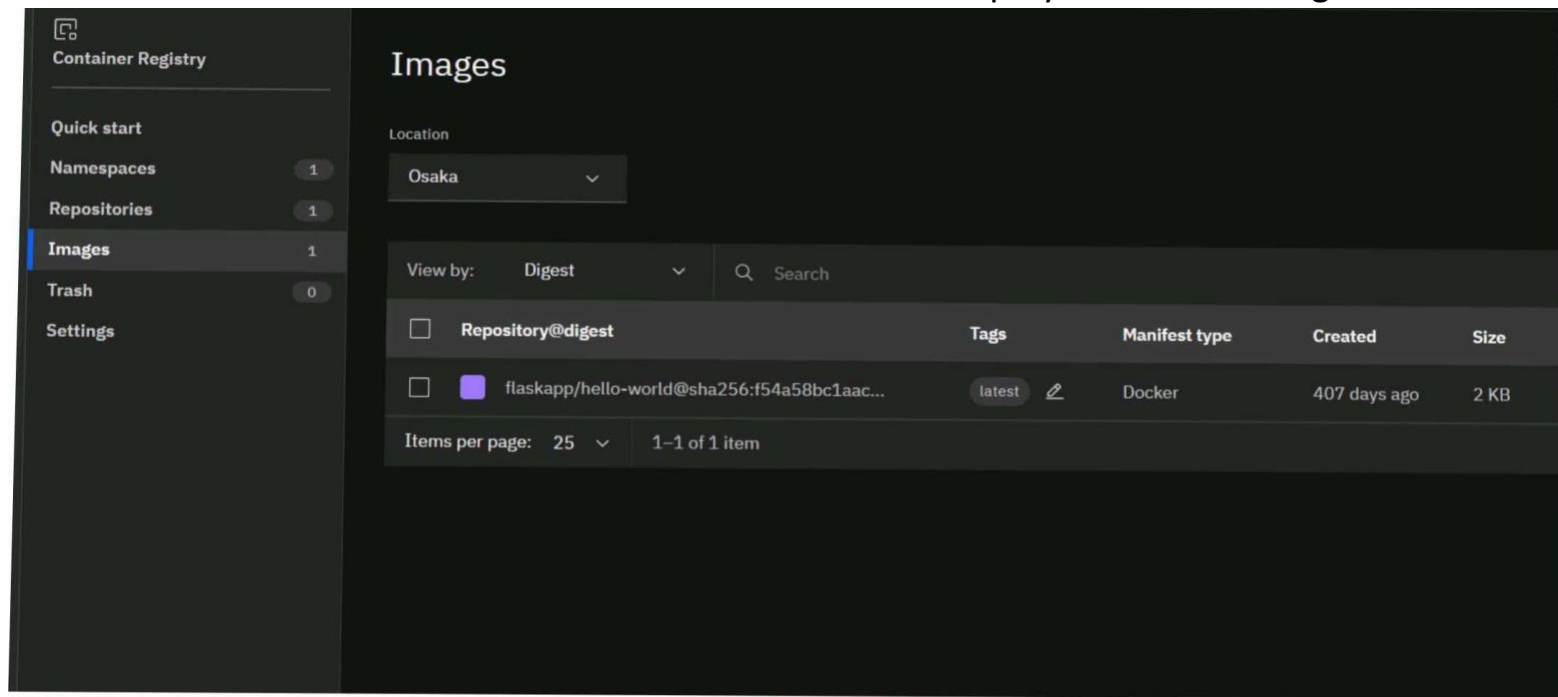 Container Registry
Quick start
Namespaces 1
Repositories 1
Images 1
Trash 0
Settings
Images
Location
Osaka
View by: Digest Search
Repository@digest Tags Manifest type Created Size
flaskapp/hello-world@sha256:f54a58bc1aac... latest Docker 407 days ago 2 KB
Items per page: 25 1–1 of 1 item